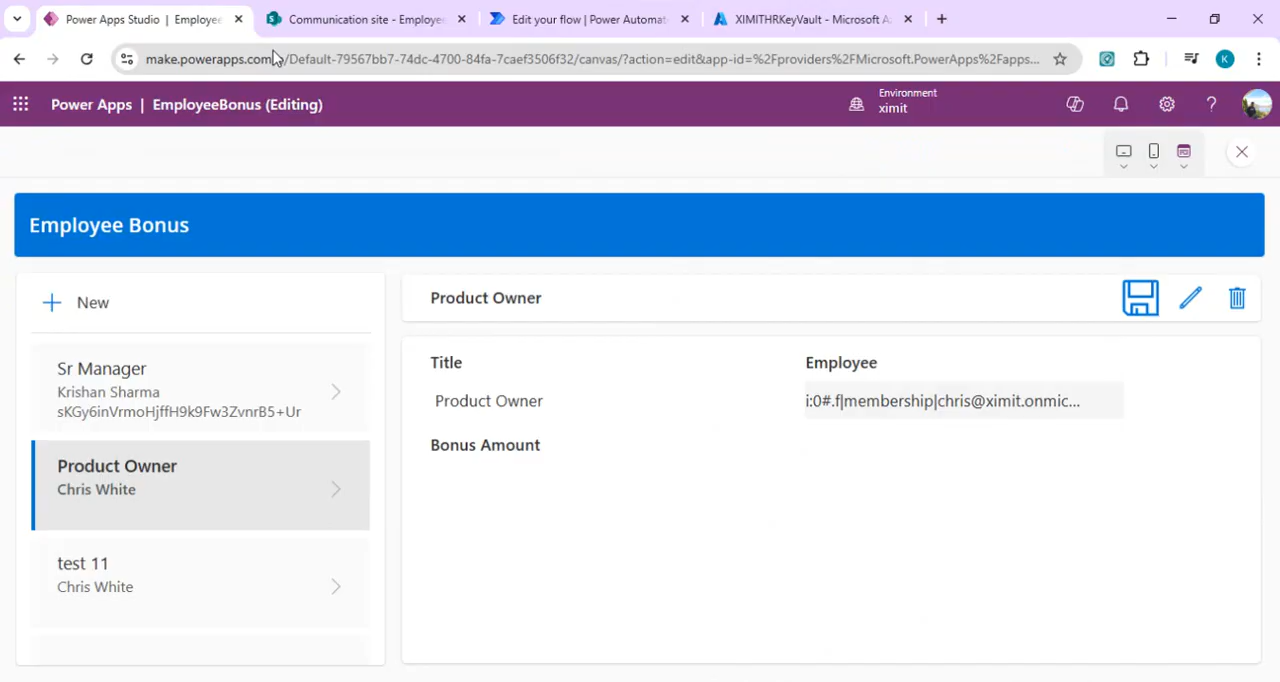 Power Apps Studio | Employee
Communication site - Employee
Edit your flow | Power Automat
XIMITHRKeyVault - Microsoft A
make.powerapps.com/Default-79567bb7-74dc-4700-84fa-7caef3506f32/canvas/?action=edit&app-id=%2Fproviders%2FMicrosoft.PowerApps%2Fapps...
K
Power Apps | EmployeeBonus (Editing)
Environment
ximit
Employee Bonus
New
Product Owner
Sr Manager
Krishan Sharma
sKGy6inVrmoHjffH9k9Fw3ZvnrB5+Ur
Product Owner
Chris White
test 11
Chris White
Title
Employee
Product Owner
i:0#.f|membership|chris@ximit.onmic...
Bonus Amount